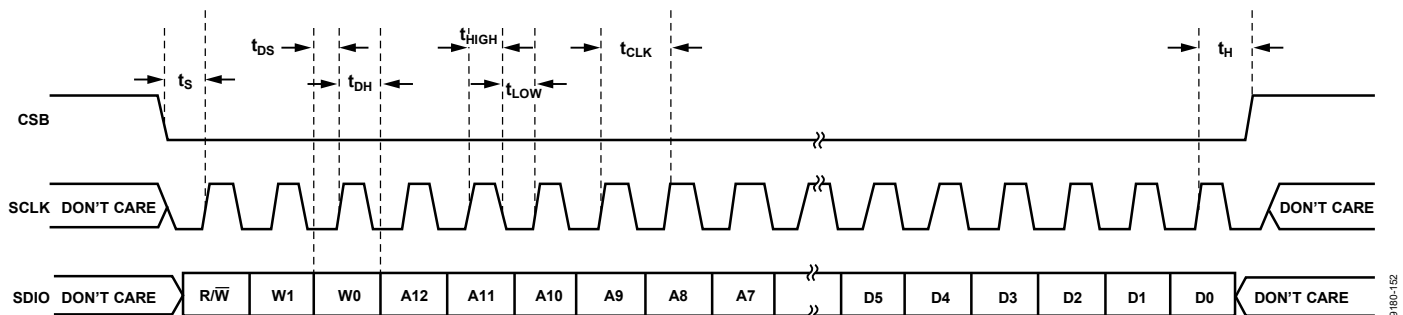 tDS
tHIGH
tCLK
tH
tS
tDH
tLOW
CSB
SCLK DON'T CARE
DON'T CARE
SDIO DON'T CARE
R/W̅
W1
W0
A12
A11
A10
A9
A8
A7
D5
D4
D3
D2
D1
D0
DON'T CARE
9180-152